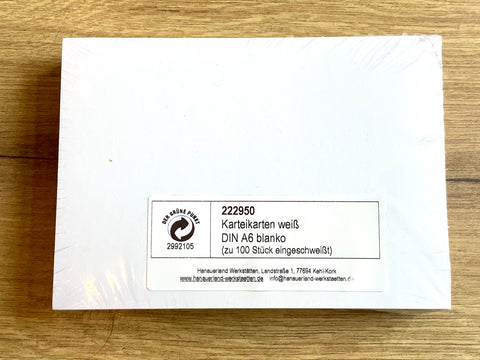 DER GRÜNE PUNKT
2992105
222950
Karteikarten weiß
DIN A6 blanko
(zu 100 Stück eingeschweißt)
Hanauerland Werkstätten, Landstraße 1, 77694 Kehl-Kork
www.hanauerland-werkstaetten.de info@hanauerland-werkstaetten.de